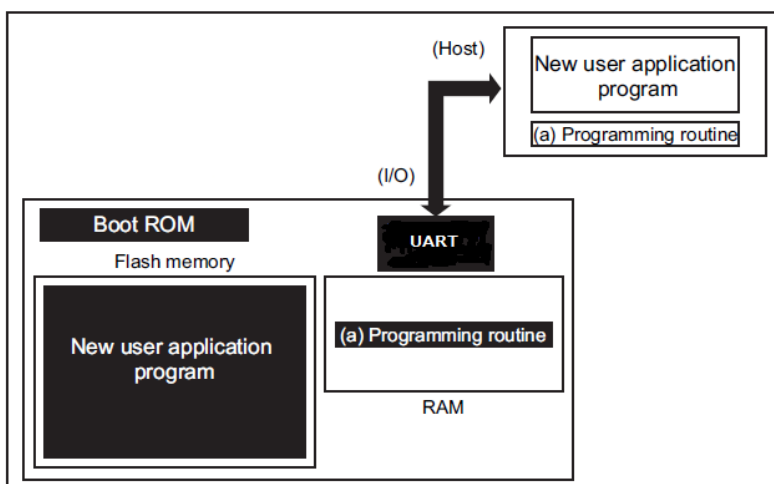 (Host)
New user application
program
(a) Programming routine
(I/O)
Boot ROM
UART
Flash memory
New user application
program
(a) Programming routine
RAM